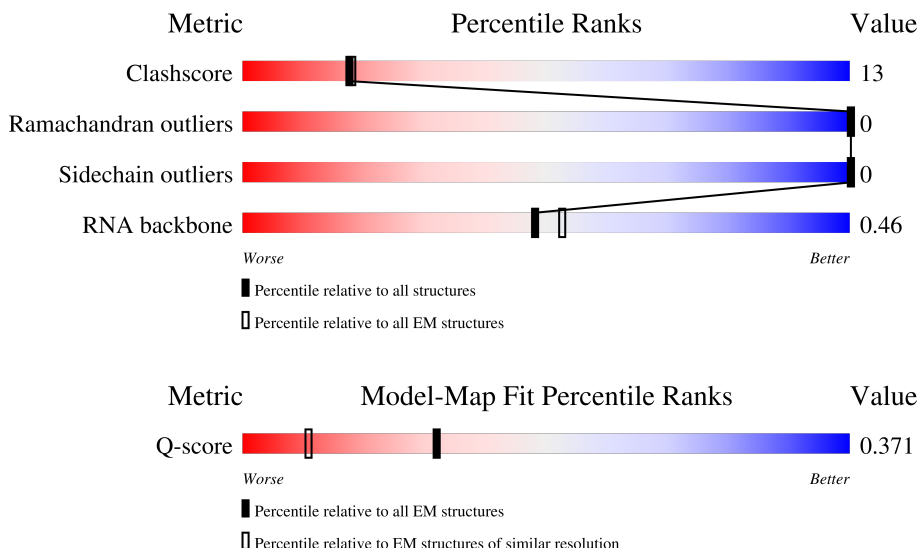 Metric Percentile Ranks Value
Clashscore 13
Ramachandran outliers 0
Sidechain outliers 0
RNA backbone 0.46
Worse Better
Percentile relative to all structures
Percentile relative to all EM structures
Metric Model-Map Fit Percentile Ranks Value
Q-score 0.371
Worse Better
Percentile relative to all EM structures
Percentile relative to EM structures of similar resolution